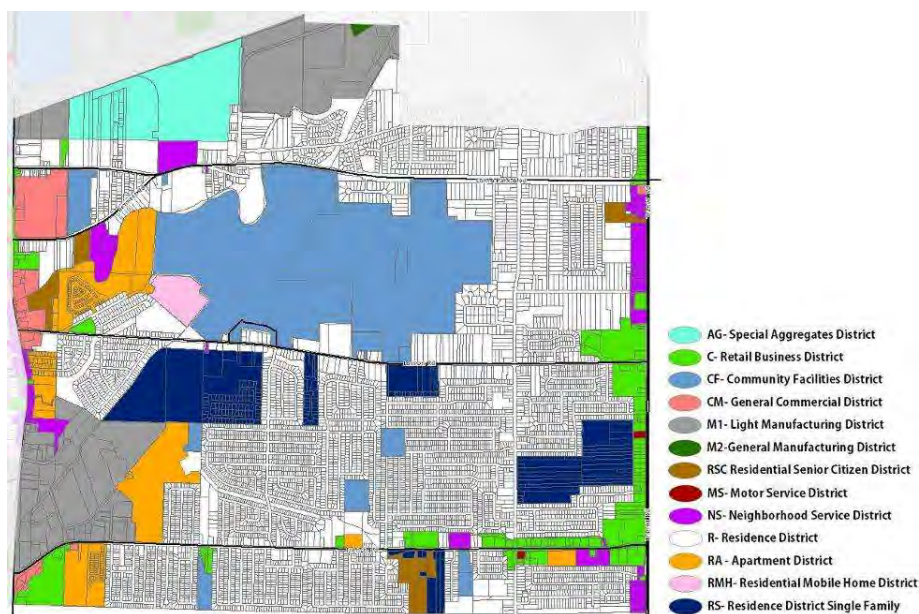 AG- Special Aggregates District
C- Retail Business District
CF- Community Facilities District
CM- General Commercial District
M1- Light Manufacturing District
M2-General Manufacturing District
RSC Residential Senior Citizen District
MS- Motor Service District
NS- Neighborhood Service District
R- Residence District
RA - Apartment District
RMH- Residential Mobile Home District
RS- Residence District Single Family